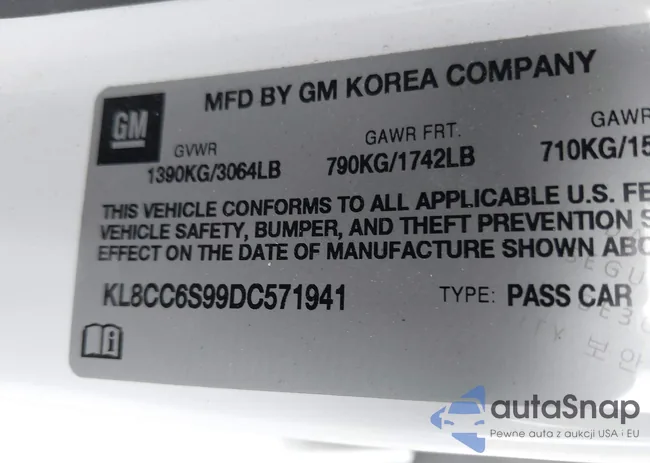 MFD BY GM KOREA COMPANY
GM
GVWR GAWR FRT. GAWR
1390KG/3064LB 790KG/1742LB 710KG/15
THIS VEHICLE CONFORMS TO ALL APPLICABLE U.S. FE
VEHICLE SAFETY, BUMPER, AND THEFT PREVENTION S
EFFECT ON THE DATE OF MANUFACTURE SHOWN ABO
KL8CC6S99DC571941 TYPE: PASS CAR
i
autaSnap
Pewne auta z aukcji USA i EU